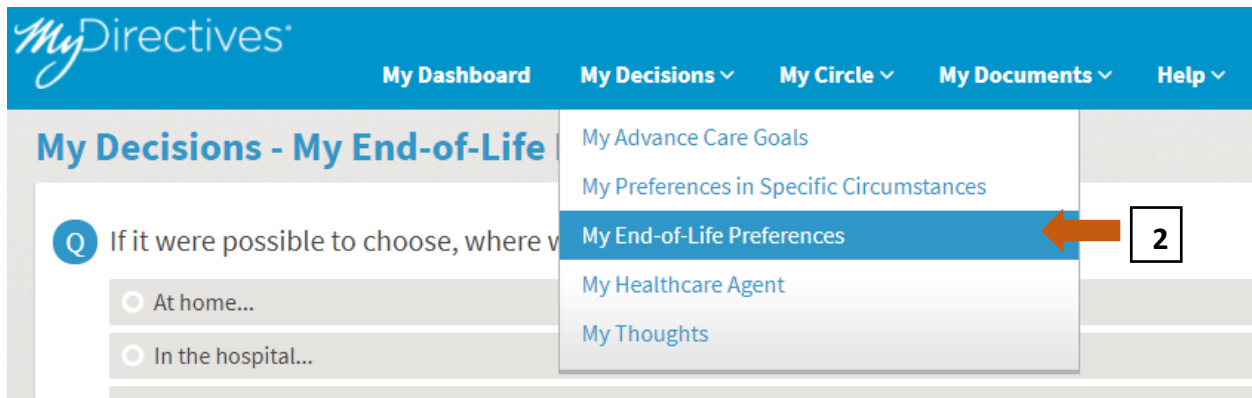 MyDirectives®
My Dashboard My Decisions My Circle My Documents Help
My Decisions - My End-of-Life
My Advance Care Goals
My Preferences in Specific Circumstances
If it were possible to choose, where
Q
My End-of-Life Preferences
2
At home...
My Healthcare Agent
In the hospital...
My Thoughts